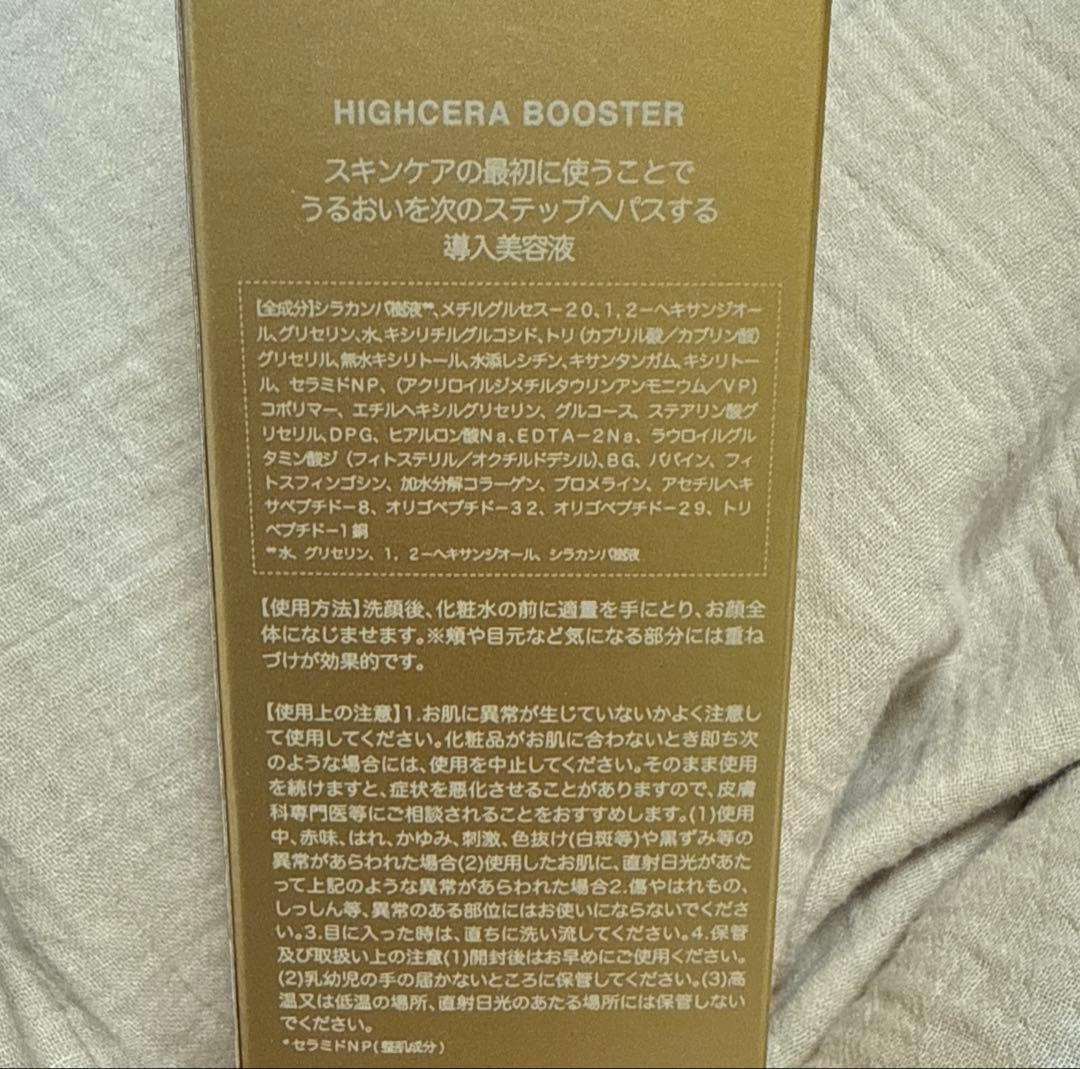 HIGHCERA BOOSTER
スキンケアの最初に使うことで
うるおいを次のステップへパスする
導入美容液
【全成分】シラカンバ樹液**、メチルグルセス－２０、１，２－ヘキサンジオー
ル、グリセリン、水、キシリチルグルコシド、トリ（カプリル酸／カプリン酸）
グリセリル、無水キシリトール、水添レシチン、キサンタンガム、キシリトー
ル、セラミドＮＰ、（アクリロイルジメチルタウリンアンモニウム／ＶＰ）
コポリマー、エチルヘキシルグリセリン、グルコース、ステアリン酸グ
リセリル、ＤＰＧ、ヒアルロン酸Ｎａ、ＥＤＴＡ－２Ｎａ、ラウロイルグル
タミン酸ジ（フィトステリル／オクチルドデシル）、ＢＧ、パパイン、フィ
トスフィンゴシン、加水分解コラーゲン、ブロメライン、アセチルヘキ
サペプチド－８、オリゴペプチド－３２、オリゴペプチド－２９、トリ
ペプチド－１銅
**水、グリセリン、１，２－ヘキサンジオール、シラカンバ樹液
【使用方法】洗顔後、化粧水の前に適量を手にとり、お顔全
体になじませます。※頬や目元など気になる部分には重ね
づけが効果的です。
【使用上の注意】1.お肌に異常が生じていないかよく注意し
て使用してください。化粧品がお肌に合わないとき即ち次
のような場合には、使用を中止してください。そのまま使用
を続けますと、症状を悪化させることがありますので、皮膚
科専門医等にご相談されることをおすすめします。(1)使用
中、赤味、はれ、かゆみ、刺激、色抜け(白斑等)や黒ずみ等の
異常があらわれた場合(2)使用したお肌に、直射日光があた
って上記のような異常があらわれた場合2.傷やはれもの、
しっしん等、異常のある部位にはお使いにならないでくださ
い。3.目に入った時は、直ちに洗い流してください。4.保管
及び取扱い上の注意(1)開封後はお早めにご使用ください。
(2)乳幼児の手の届かないところに保管してください。(3)高
温又は低温の場所、直射日光のあたる場所には保管しない
でください。
*セラミドＮＰ(整肌成分)